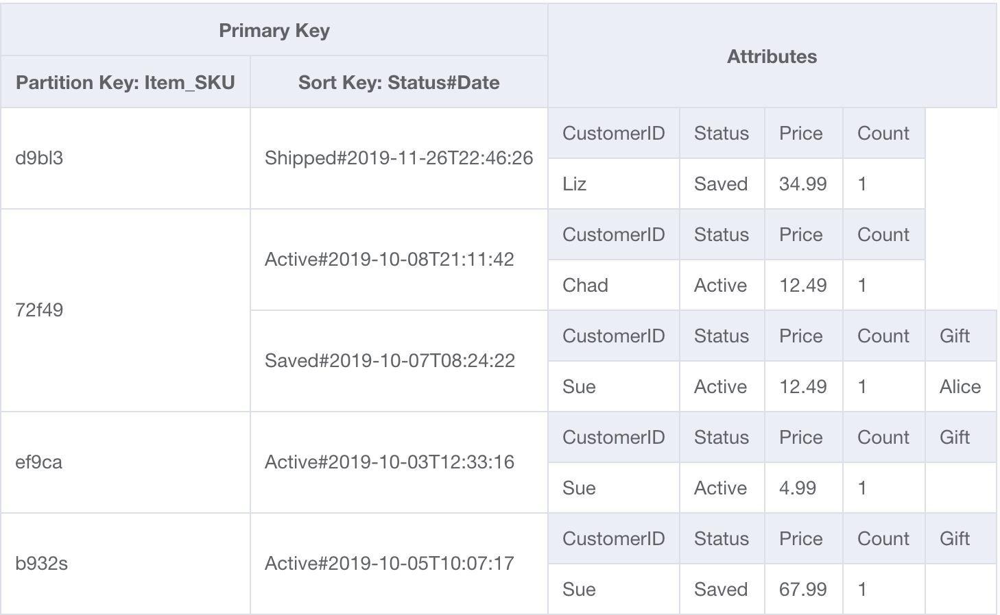 Primary Key
Attributes
Partition Key: Item_SKU Sort Key: Status#Date
CustomerID Status Price Count
d9bl3 Shipped#2019-11-26T22:46:26
Liz Saved 34.99 1
CustomerID Status Price Count
Active#2019-10-08T21:11:42
Chad Active 12.49 1
72f49
CustomerID Status Price Count Gift
Saved#2019-10-07T08:24:22
Sue Active 12.49 1 Alice
CustomerID Status Price Count Gift
ef9ca Active#2019-10-03T12:33:16
Sue Active 4.99 1
CustomerID Status Price Count Gift
b932s Active#2019-10-05T10:07:17
Sue Saved 67.99 1